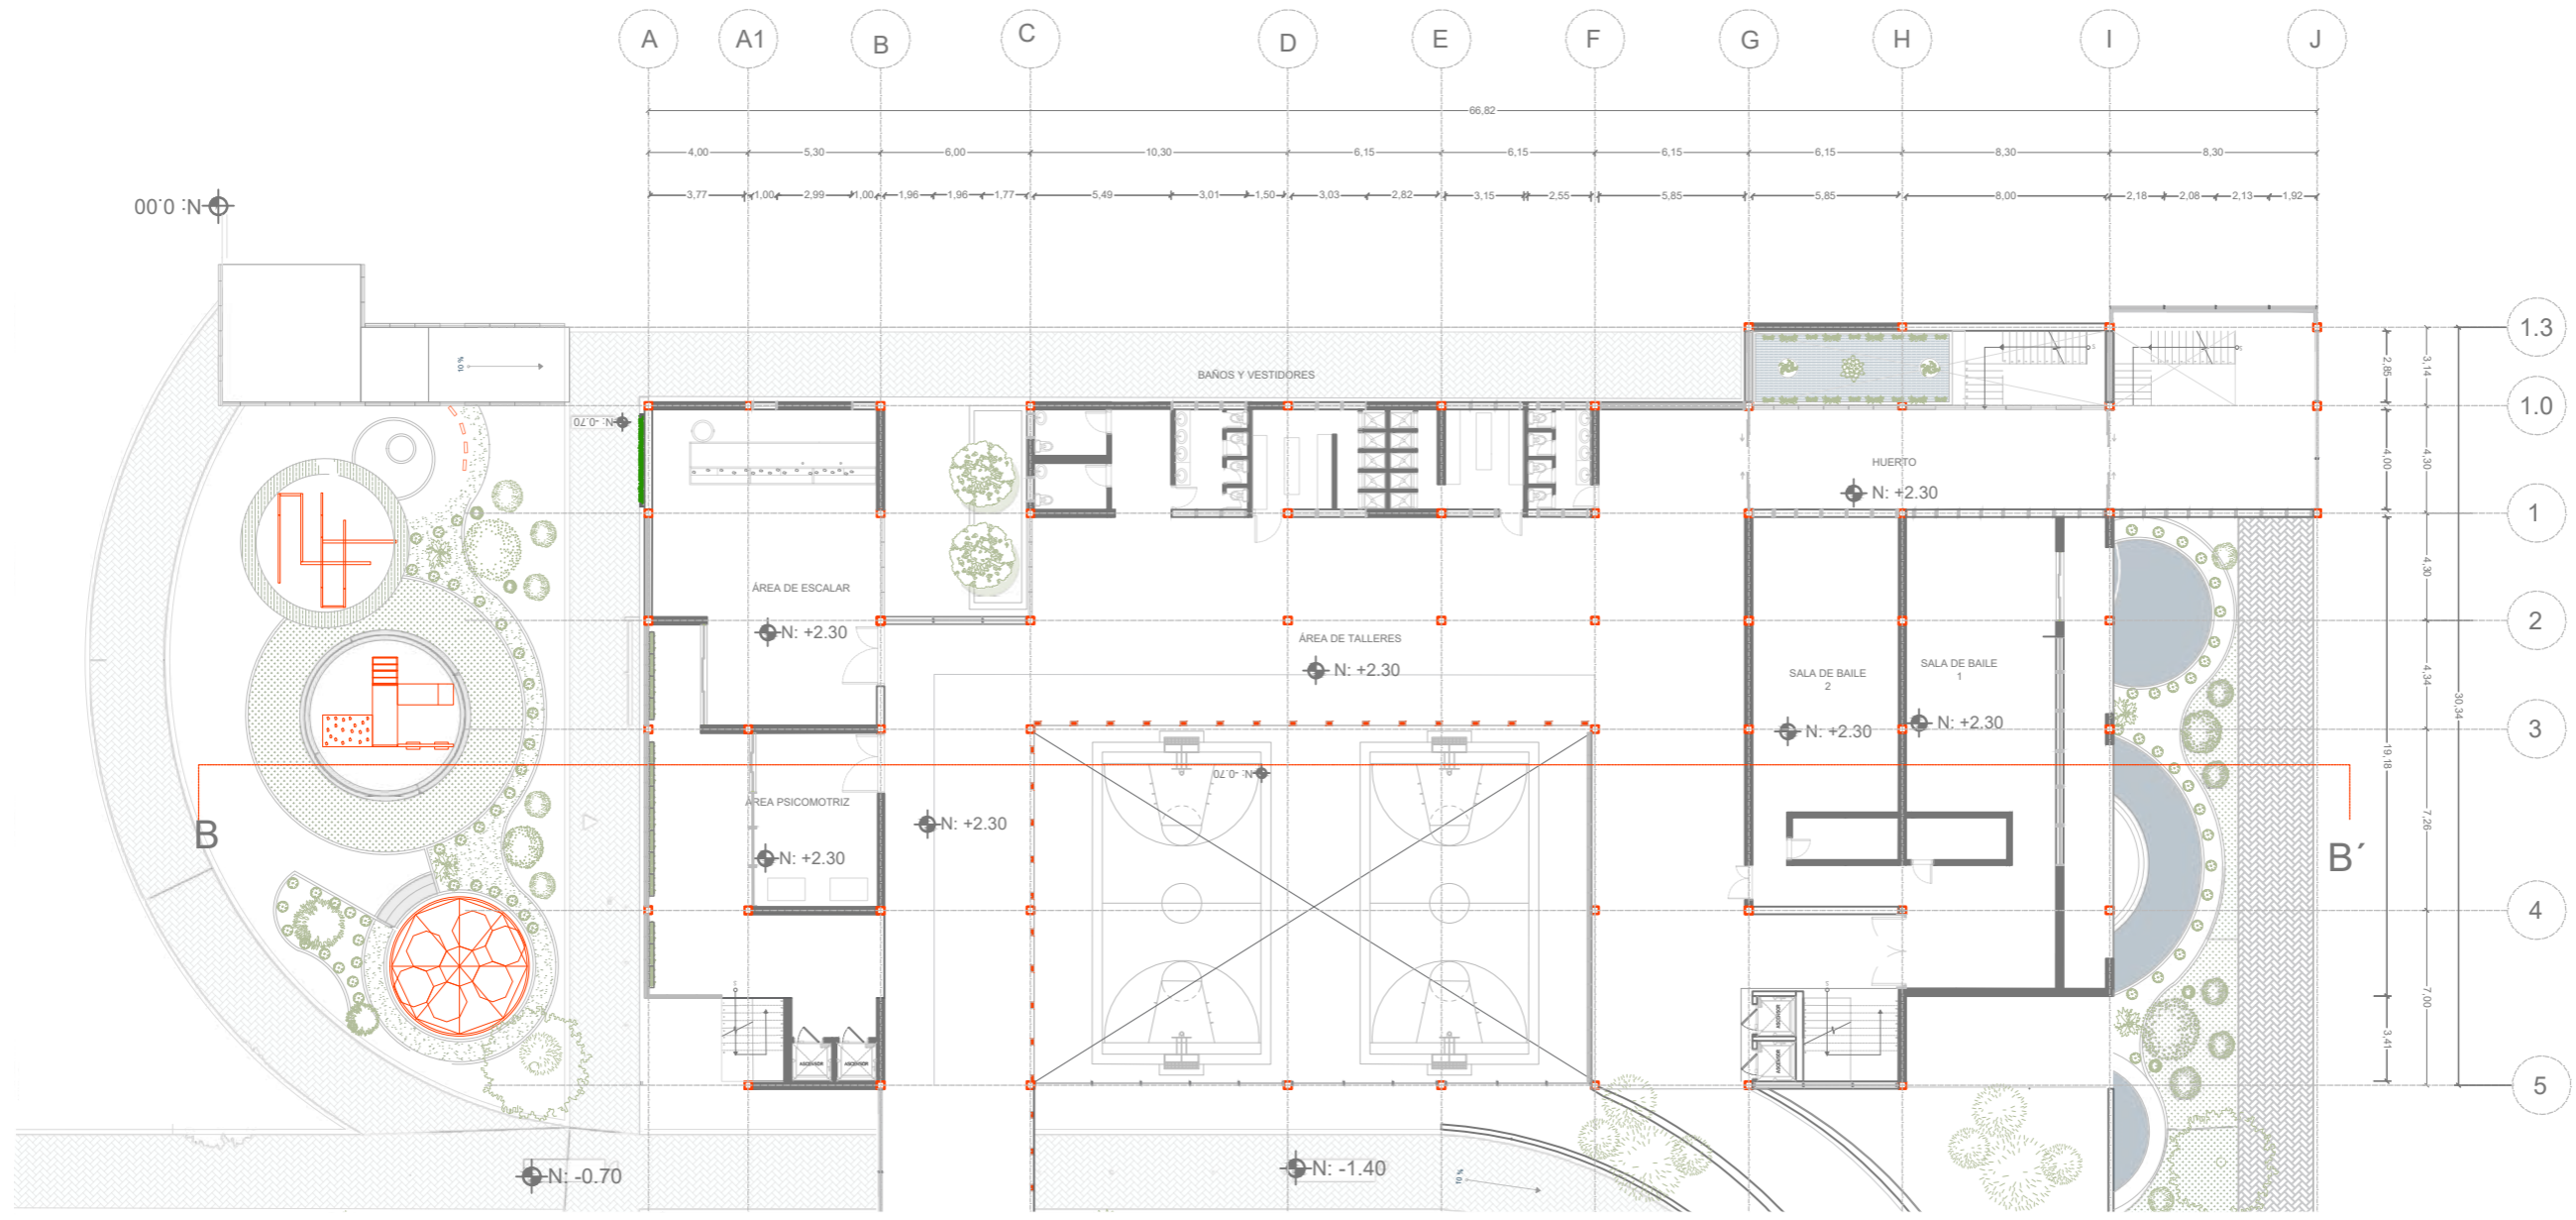 A A1 B C D E F G H I J
66,82
4,00 5,30 6,00 10,30 6,15 6,15 6,15 6,15 8,30 8,30
3,77 1,00 2,99 1,00 1,96 1,96 1,77 5,49 3,01 1,50 3,03 2,82 3,15 2,55 5,85 5,85 8,00 2,18 2,08 2,13 1,92
N: 0.00
1.3
10 %
BAÑOS Y VESTIDORES
2,85 3,14
1.0
N: -0.70
HUERTO
N: +2.30
4,00 4,30
1
ÁREA DE ESCALAR
N: +2.30
4,30
2
ÁREA DE TALLERES
N: +2.30
SALA DE BAILE
2
N: +2.30
SALA DE BAILE
1
N: +2.30
4,34
30,34
3
N: -0.70
19,18
ÁREA PSICOMOTRIZ
N: +2.30
N: +2.30
7,26
B
B´
4
7,00
3,41
ASCENSOR ASCENSOR
ASCENSOR
ASCENSOR
5
N: -0.70
N: -1.40
10 %